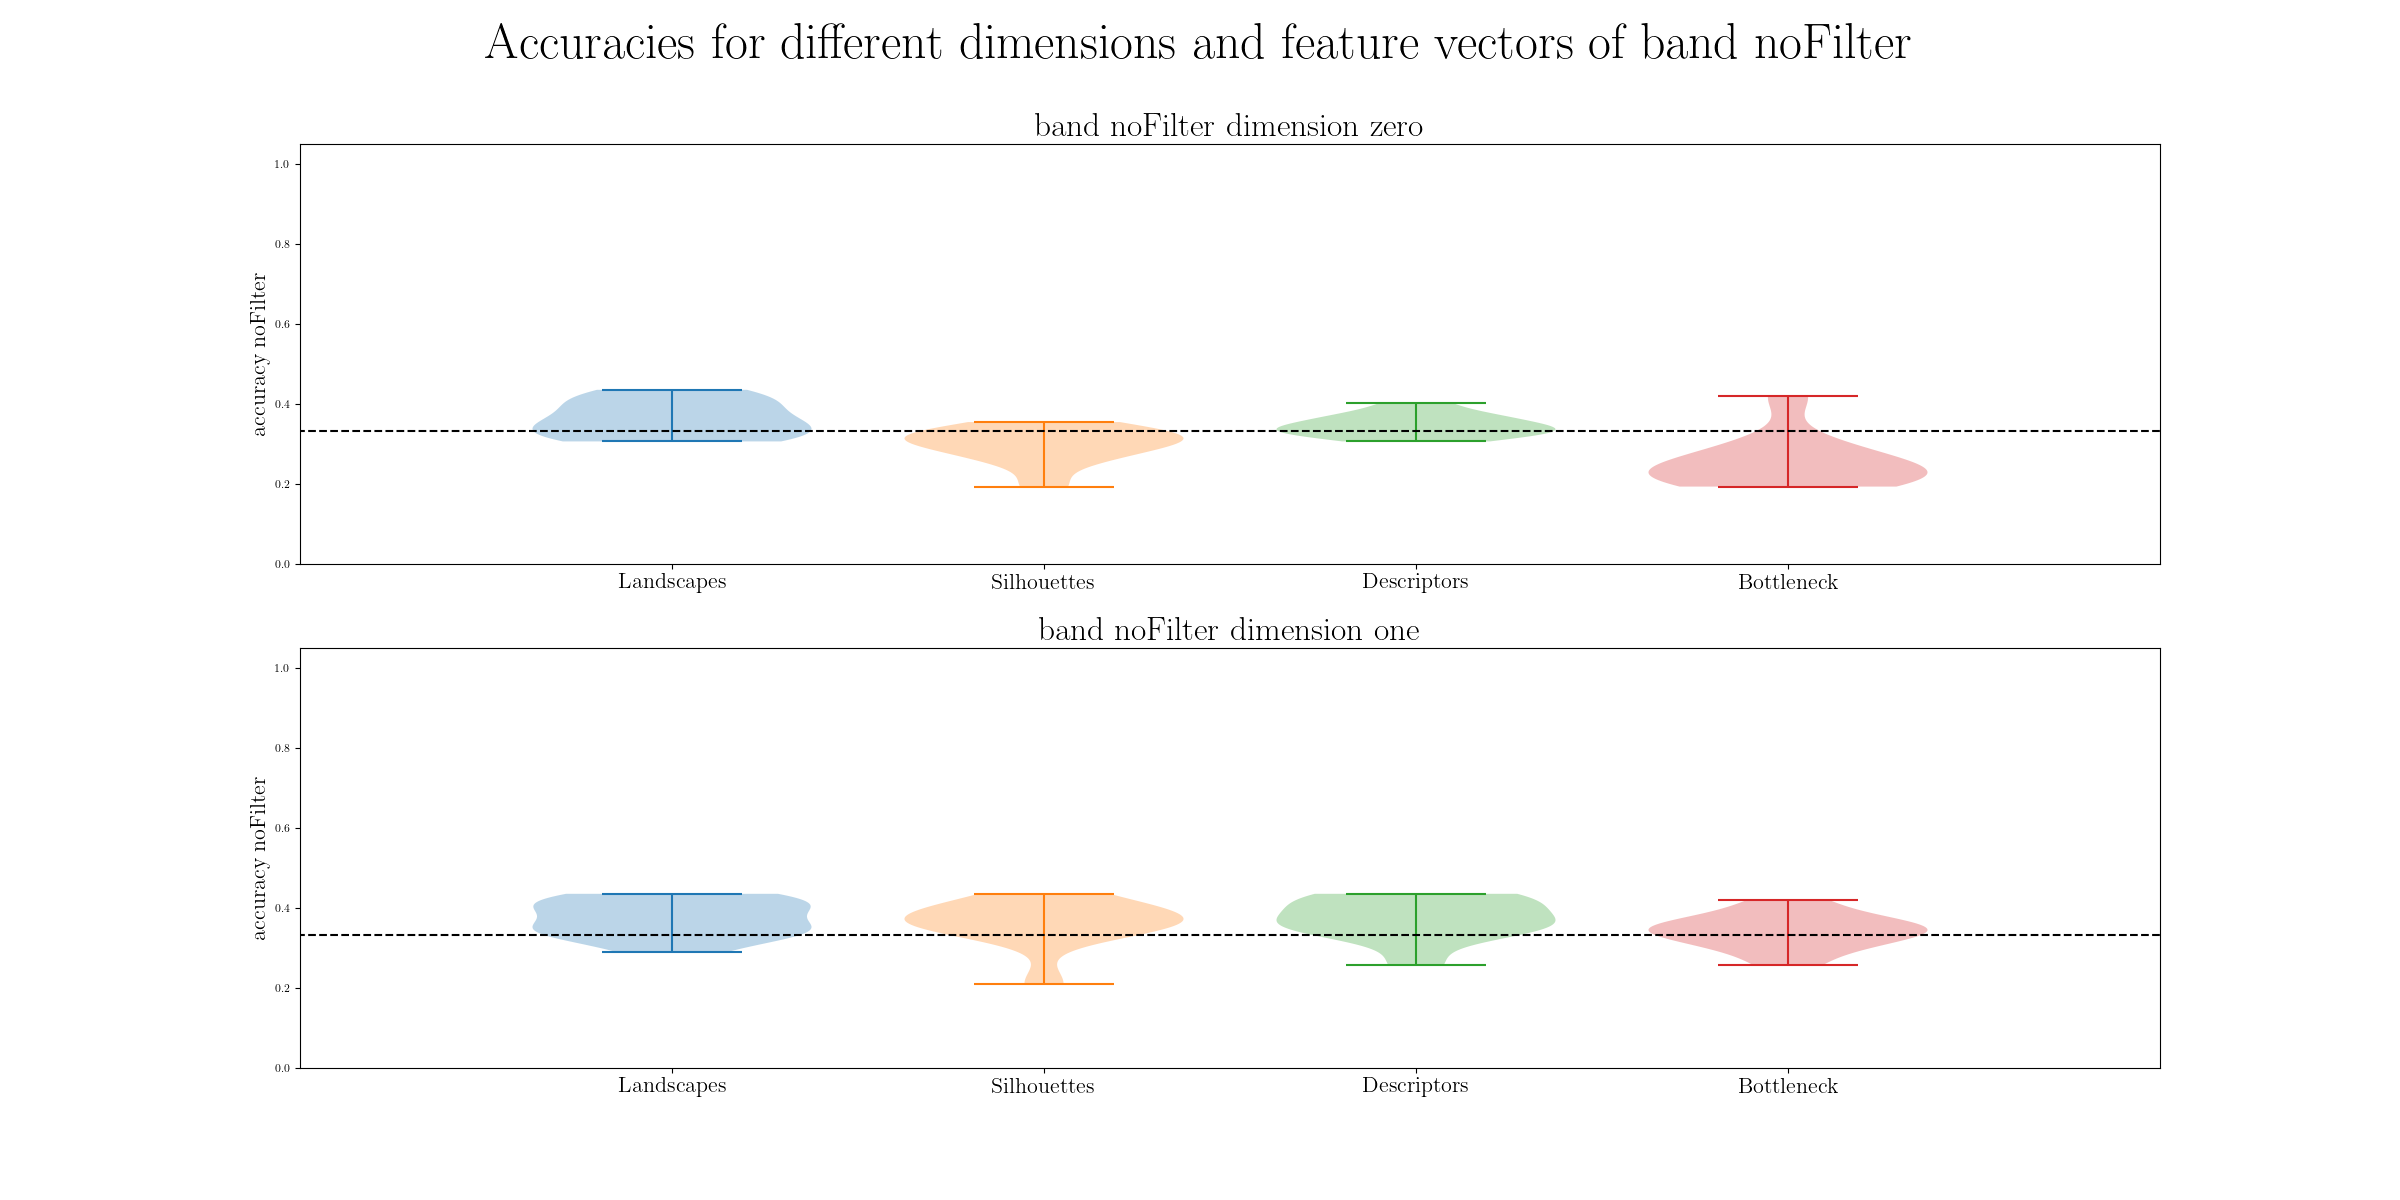 Accuracies for different dimensions and feature vectors of band noFilter
band noFilter dimension zero
accuracy noFilter
1.0
0.8
0.6
0.4
0.2
0.0
Landscapes
Silhouettes
Descriptors
Bottleneck
band noFilter dimension one
accuracy noFilter
1.0
0.8
0.6
0.4
0.2
0.0
Landscapes
Silhouettes
Descriptors
Bottleneck